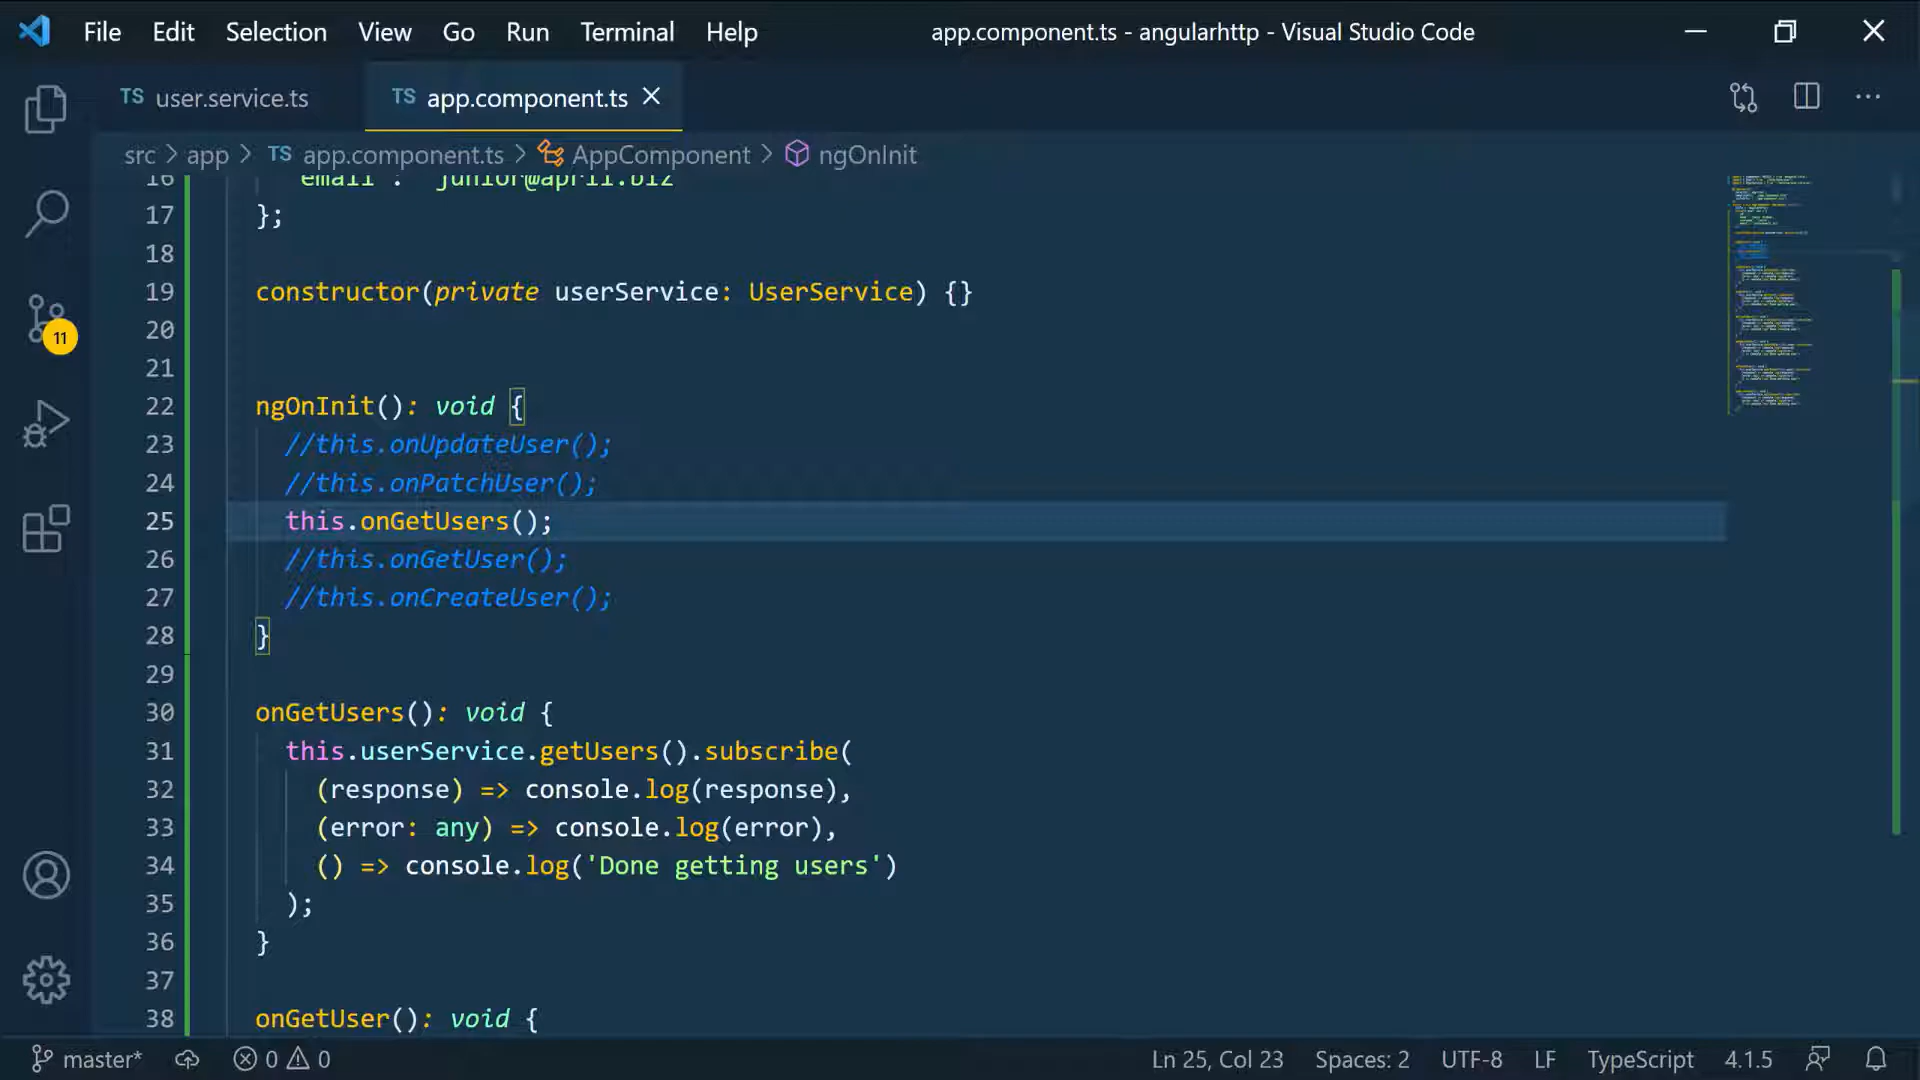 File Edit Selection View Go Run Terminal Help app.component.ts - angularhttp - Visual Studio Code
TS user.service.ts TS app.component.ts
src > app > TS app.component.ts > AppComponent > ngOnInit
16 email : junior@april.biz
17 };
18
19 constructor(private userService: UserService) {}
20
21
22 ngOnInit(): void {
23 //this.onUpdateUser();
24 //this.onPatchUser();
25 this.onGetUsers();
26 //this.onGetUser();
27 //this.onCreateUser();
28 }
29
30 onGetUsers(): void {
31 this.userService.getUsers().subscribe(
32 (response) => console.log(response),
33 (error: any) => console.log(error),
34 () => console.log('Done getting users')
35 );
36 }
37
38 onGetUser(): void {
11
master* 0 0 Ln 25, Col 23 Spaces: 2 UTF-8 LF TypeScript 4.1.5